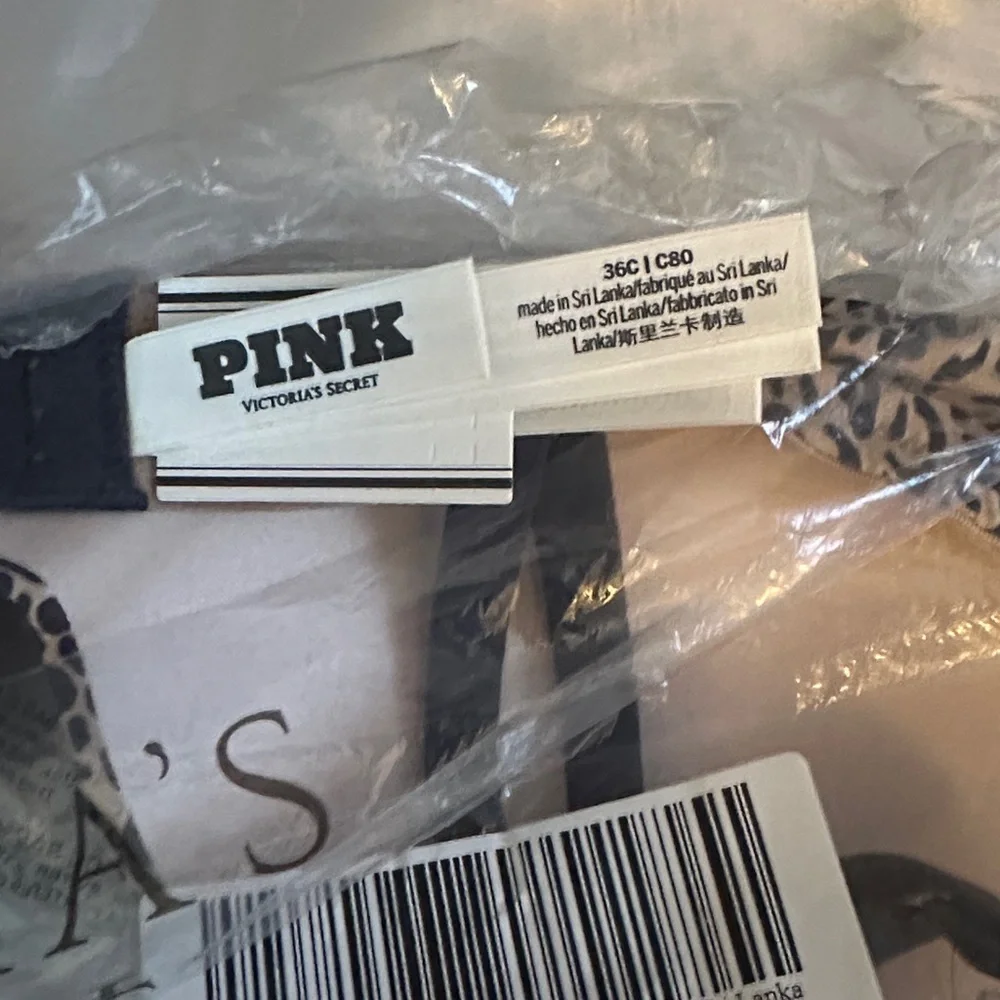 PINK
VICTORIA'S SECRET
36C | C80
made in Sri Lanka/fabriqué au Sri Lanka/
hecho en Sri Lanka/fabbricato in Sri
Lanka/斯里兰卡制造
A'S
Lanka